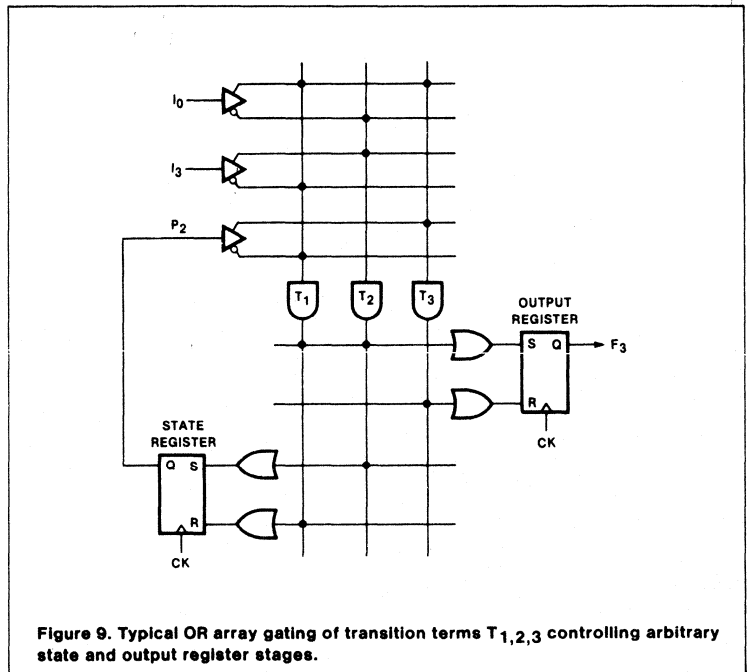 I0
I3
P2
T1 T2 T3
OUTPUT
REGISTER
S Q F3
R
CK
STATE
REGISTER
Q S
R
CK
Figure 9. Typical OR array gating of transition terms T1,2,3 controlling arbitrary
state and output register stages.